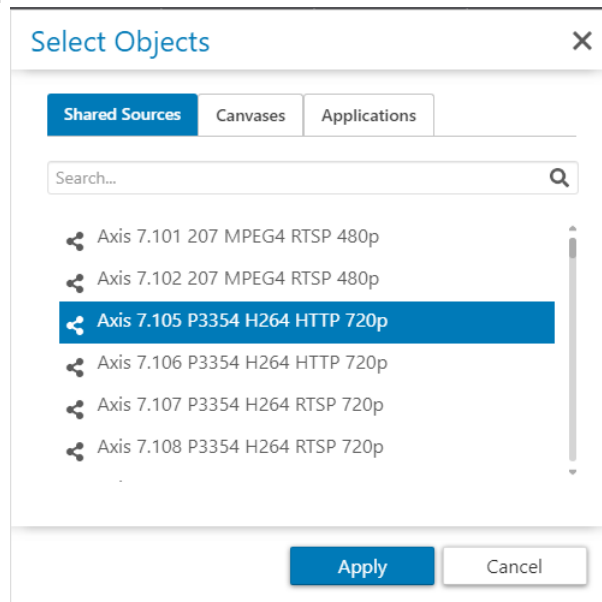 Select Objects
Shared Sources Canvases Applications
Search...
Axis 7.101 207 MPEG4 RTSP 480p
Axis 7.102 207 MPEG4 RTSP 480p
Axis 7.105 P3354 H264 HTTP 720p
Axis 7.106 P3354 H264 HTTP 720p
Axis 7.107 P3354 H264 RTSP 720p
Axis 7.108 P3354 H264 RTSP 720p
Apply Cancel